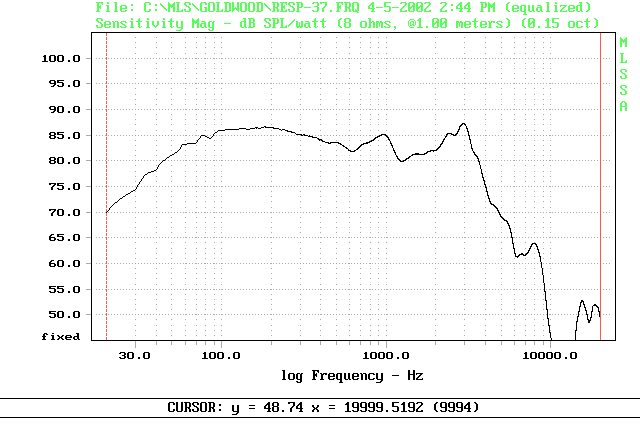 File: C:\MLS\GOLDWOOD\RESP-37.FRQ 4-5-2002 2:44 PM (equalized)
Sensitivity Mag - dB SPL/watt (8 ohms, @1.00 meters) (0.15 oct)
MLSSA
100.0
95.0
90.0
85.0
80.0
75.0
70.0
65.0
60.0
55.0
50.0
fixed
30.0 100.0 1000.0 10000.0
log Frequency - Hz
CURSOR: y = 48.74 x = 19999.5192 (9994)